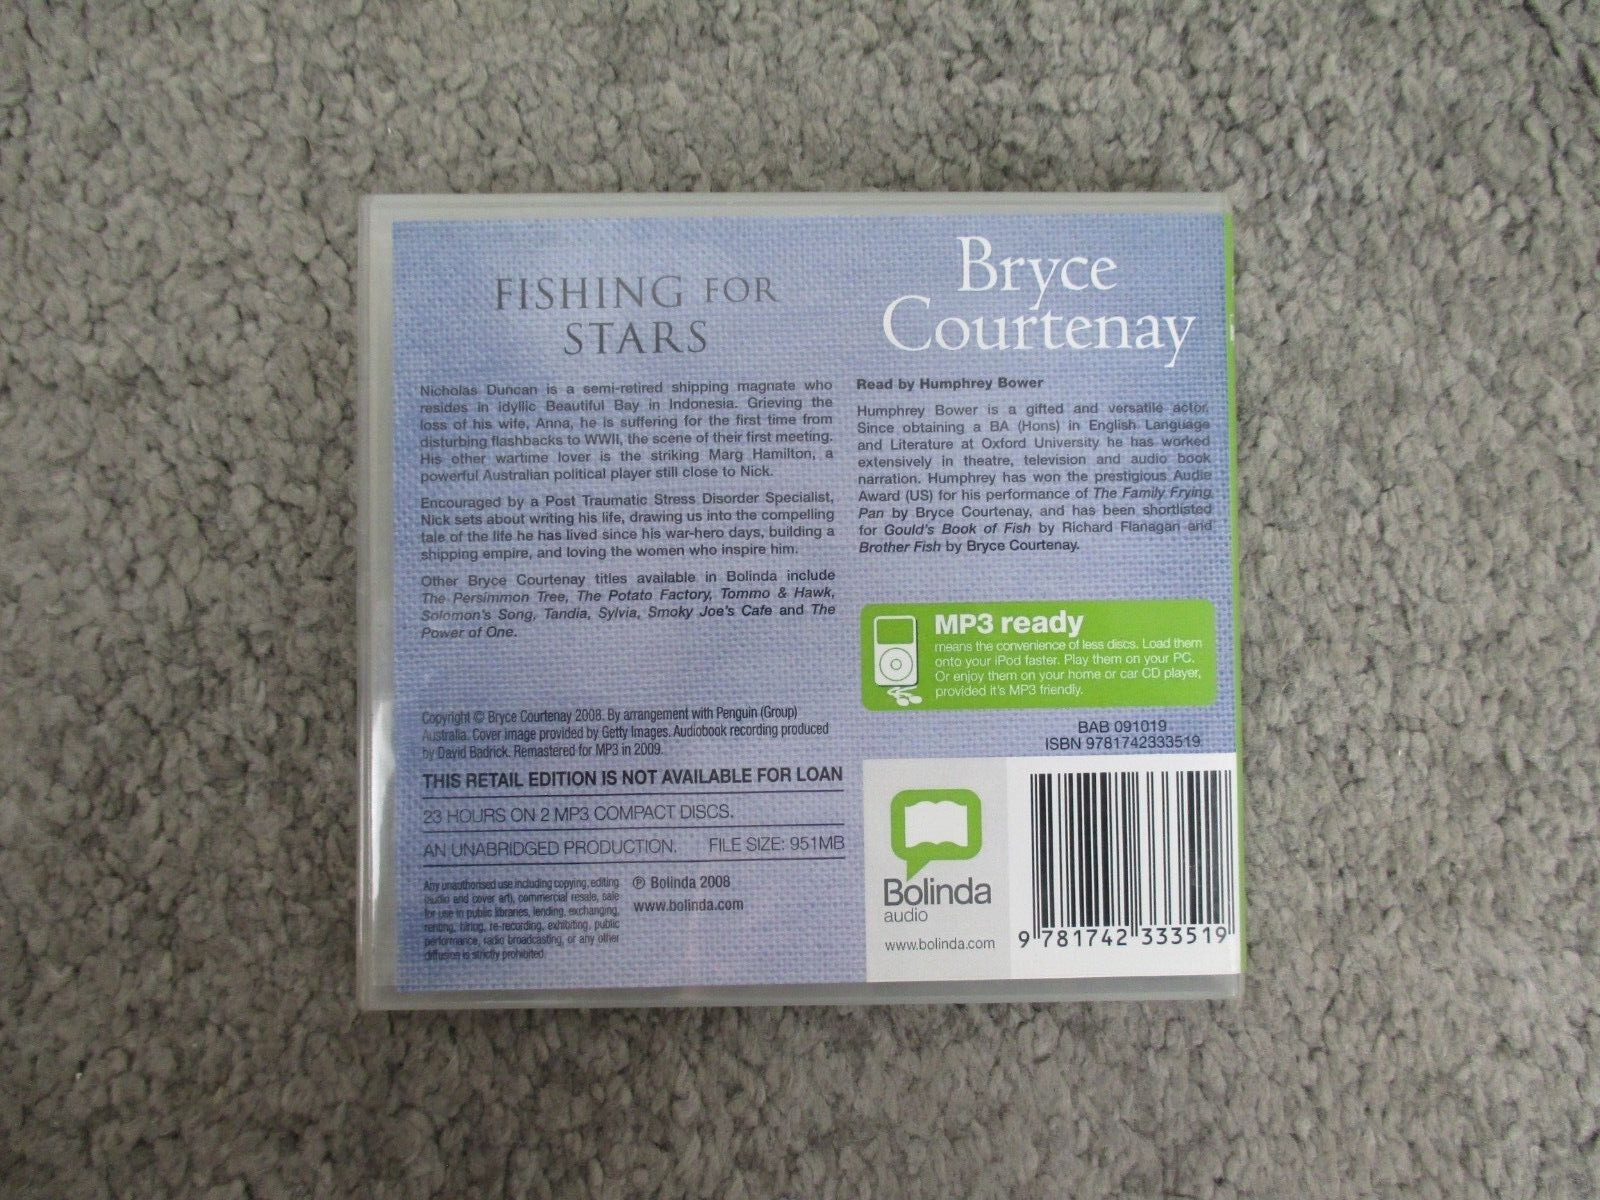 FISHING FOR
STARS
Nicholas Duncan is a semi-retired shipping magnate who
resides in idyllic Beautiful Bay in Indonesia. Grieving the
loss of his wife, Anna, he is suffering for the first time from
disturbing flashbacks to WWII, the scene of their first meeting.
His other wartime lover is the striking Marg Hamilton, a
powerful Australian political player still close to Nick.
Encouraged by a Post Traumatic Stress Disorder Specialist,
Nick sets about writing his life, drawing us into the compelling
tale of the life he has lived since his war-hero days, building a
shipping empire, and loving the women who inspire him.
Other Bryce Courtenay titles available in Bolinda include
The Persimmon Tree, The Potato Factory, Tommo & Hawk,
Solomon's Song, Tandia, Sylvia, Smoky Joe's Cafe and The
Power of One.
Copyright © Bryce Courtenay 2008. By arrangement with Penguin (Group)
Australia. Cover image provided by Getty Images. Audiobook recording produced
by David Badrick. Remastered for MP3 in 2009.
THIS RETAIL EDITION IS NOT AVAILABLE FOR LOAN
23 HOURS ON 2 MP3 COMPACT DISCS.
AN UNABRIDGED PRODUCTION. FILE SIZE: 951MB
Any unauthorised use including copying, editing
(audio and cover art), commercial resale, sale
for use in public libraries, lending, exchanging,
renting, hiring, re-recording, exhibiting, public
performance, radio broadcasting, or any other
diffusion is strictly prohibited.
℗ Bolinda 2008
www.bolinda.com
Bryce
Courtenay
Read by Humphrey Bower
Humphrey Bower is a gifted and versatile actor.
Since obtaining a BA (Hons) in English Language
and Literature at Oxford University he has worked
extensively in theatre, television and audio book
narration. Humphrey has won the prestigious Audie
Award (US) for his performance of The Family Frying
Pan by Bryce Courtenay, and has been shortlisted
for Gould's Book of Fish by Richard Flanagan and
Brother Fish by Bryce Courtenay.
MP3 ready
means the convenience of less discs. Load them
onto your iPod faster. Play them on your PC.
Or enjoy them on your home or car CD player,
provided it's MP3 friendly.
BAB 091019
ISBN 9781742333519
Bolinda
audio
www.bolinda.com
9 781742 333519